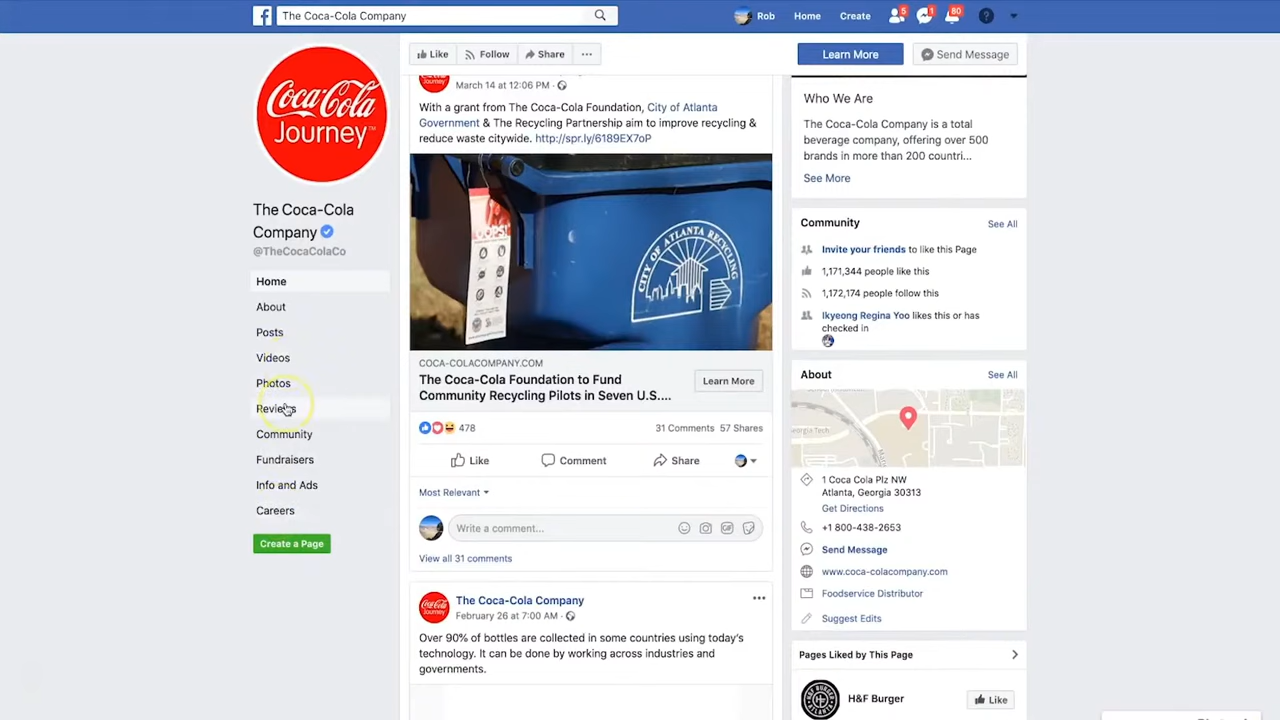 The Coca-Cola Company
Rob
Home
Create
5
1
80
?
Coca-Cola
Journey™
The Coca-Cola
Company
@TheCocaColaCo
Home
About
Posts
Videos
Photos
Reviews
Community
Fundraisers
Info and Ads
Careers
Create a Page
Like
Follow
Share
Learn More
Send Message
March 14 at 12:06 PM ·
With a grant from The Coca-Cola Foundation, City of Atlanta
Government & The Recycling Partnership aim to improve recycling &
reduce waste citywide. http://spr.ly/6189EX7oP
OOPS!
CITY OF ATLANTA
RECYCLING
COCA-COLACOMPANY.COM
The Coca-Cola Foundation to Fund
Community Recycling Pilots in Seven U.S....
Learn More
478
31 Comments 57 Shares
Like
Comment
Share
Most Relevant
Write a comment...
GIF
View all 31 comments
The Coca-Cola Company
February 26 at 7:00 AM ·
Over 90% of bottles are collected in some countries using today's
technology. It can be done by working across industries and
governments.
Who We Are
The Coca-Cola Company is a total
beverage company, offering over 500
brands in more than 200 countri...
See More
Community
See All
Invite your friends to like this Page
1,171,344 people like this
1,172,174 people follow this
Ikyeong Regina Yoo likes this or has
checked in
About
See All
Georgia Tech
1 Coca Cola Plz NW
Atlanta, Georgia 30313
Get Directions
+1 800-438-2653
Send Message
www.coca-colacompany.com
Foodservice Distributor
Suggest Edits
Pages Liked by This Page
H&F BURGER
H&F Burger
Like